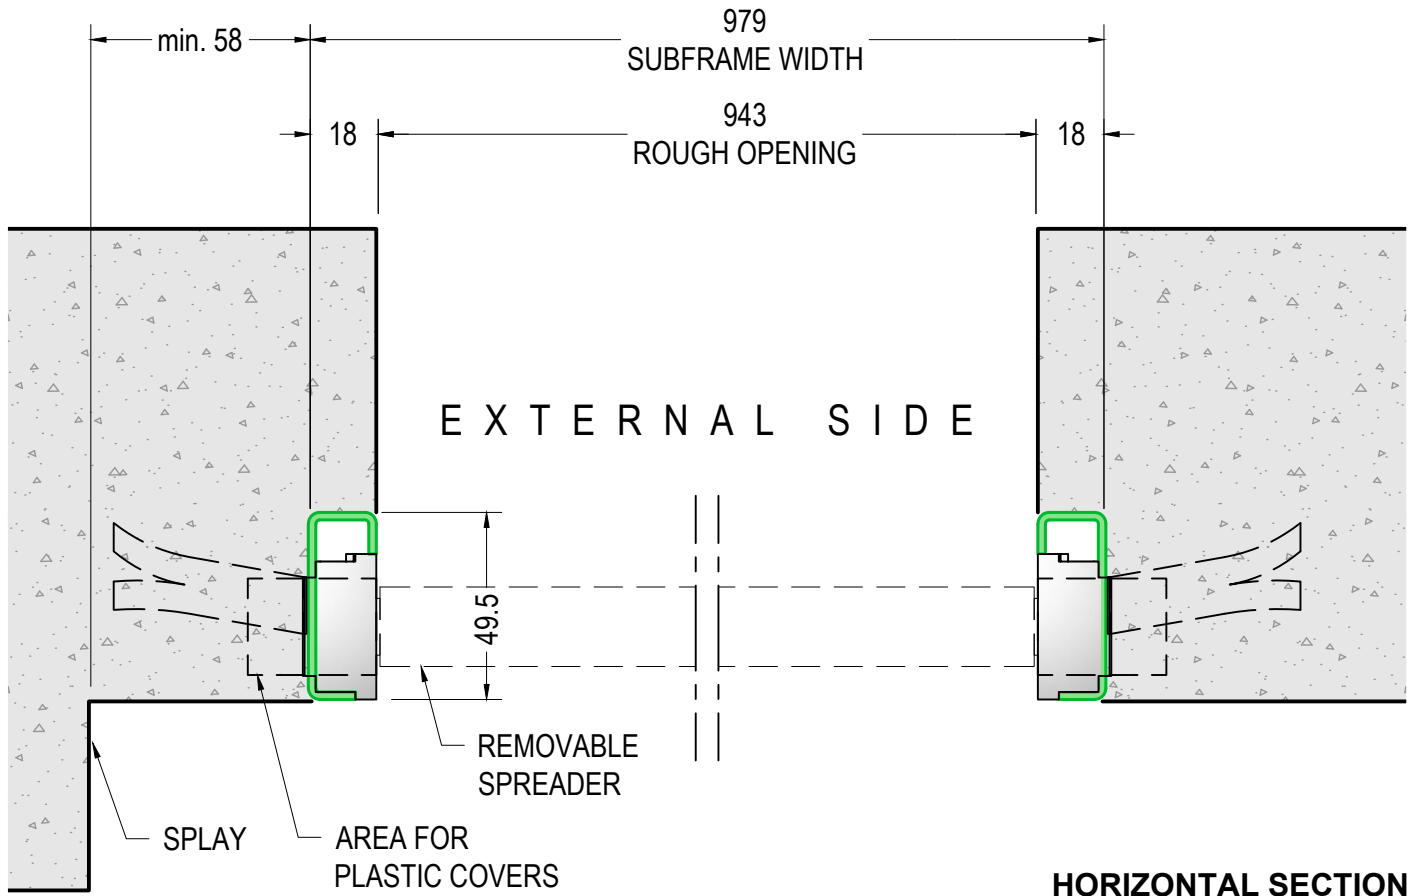 979
min. 58
SUBFRAME WIDTH
943
18
18
ROUGH OPENING
EXTERNAL SIDE
49.5
REMOVABLE
SPREADER
SPLAY
AREA FOR
PLASTIC COVERS
HORIZONTAL SECTION